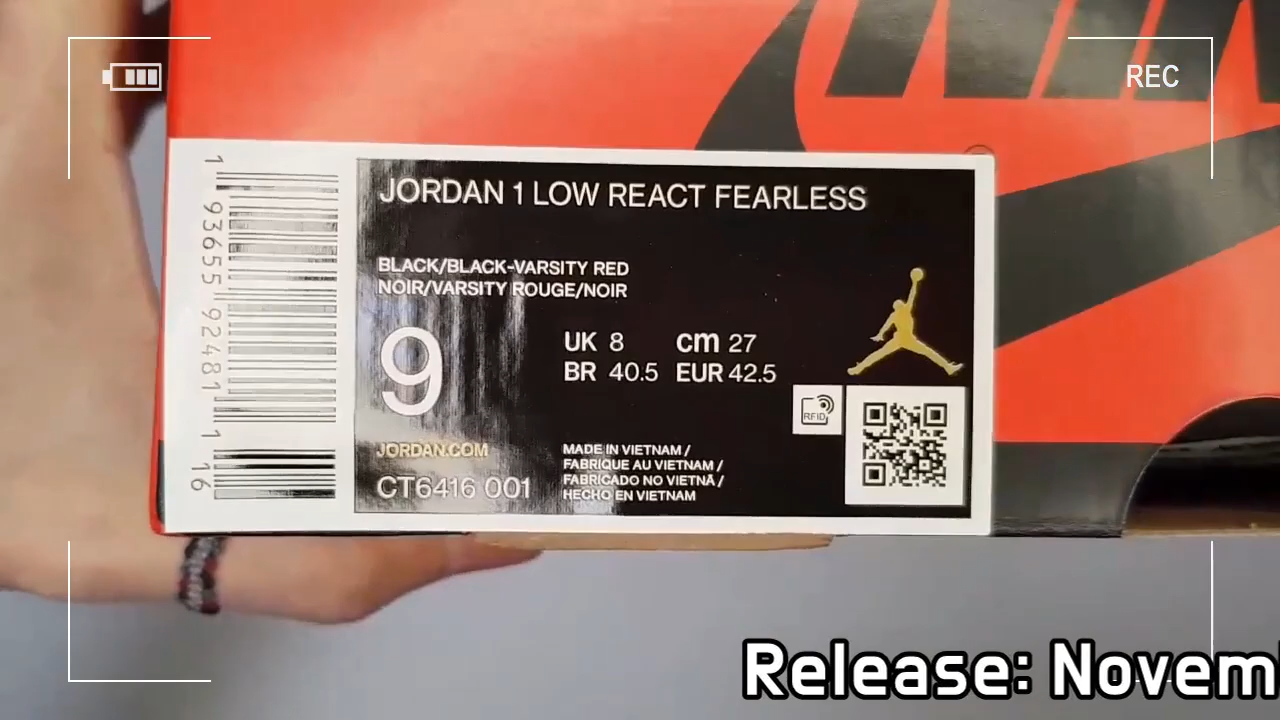 REC
JORDAN 1 LOW REACT FEARLESS
BLACK/BLACK-VARSITY RED
NOIR/VARSITY ROUGE/NOIR
9
UK 8 cm 27
BR 40.5 EUR 42.5
RFID
JORDAN.COM
CT6416 001
MADE IN VIETNAM /
FABRIQUE AU VIETNAM /
FABRICADO NO VIETNÃ /
HECHO EN VIETNAM
1 93655 92481 1 16
Release: Novem